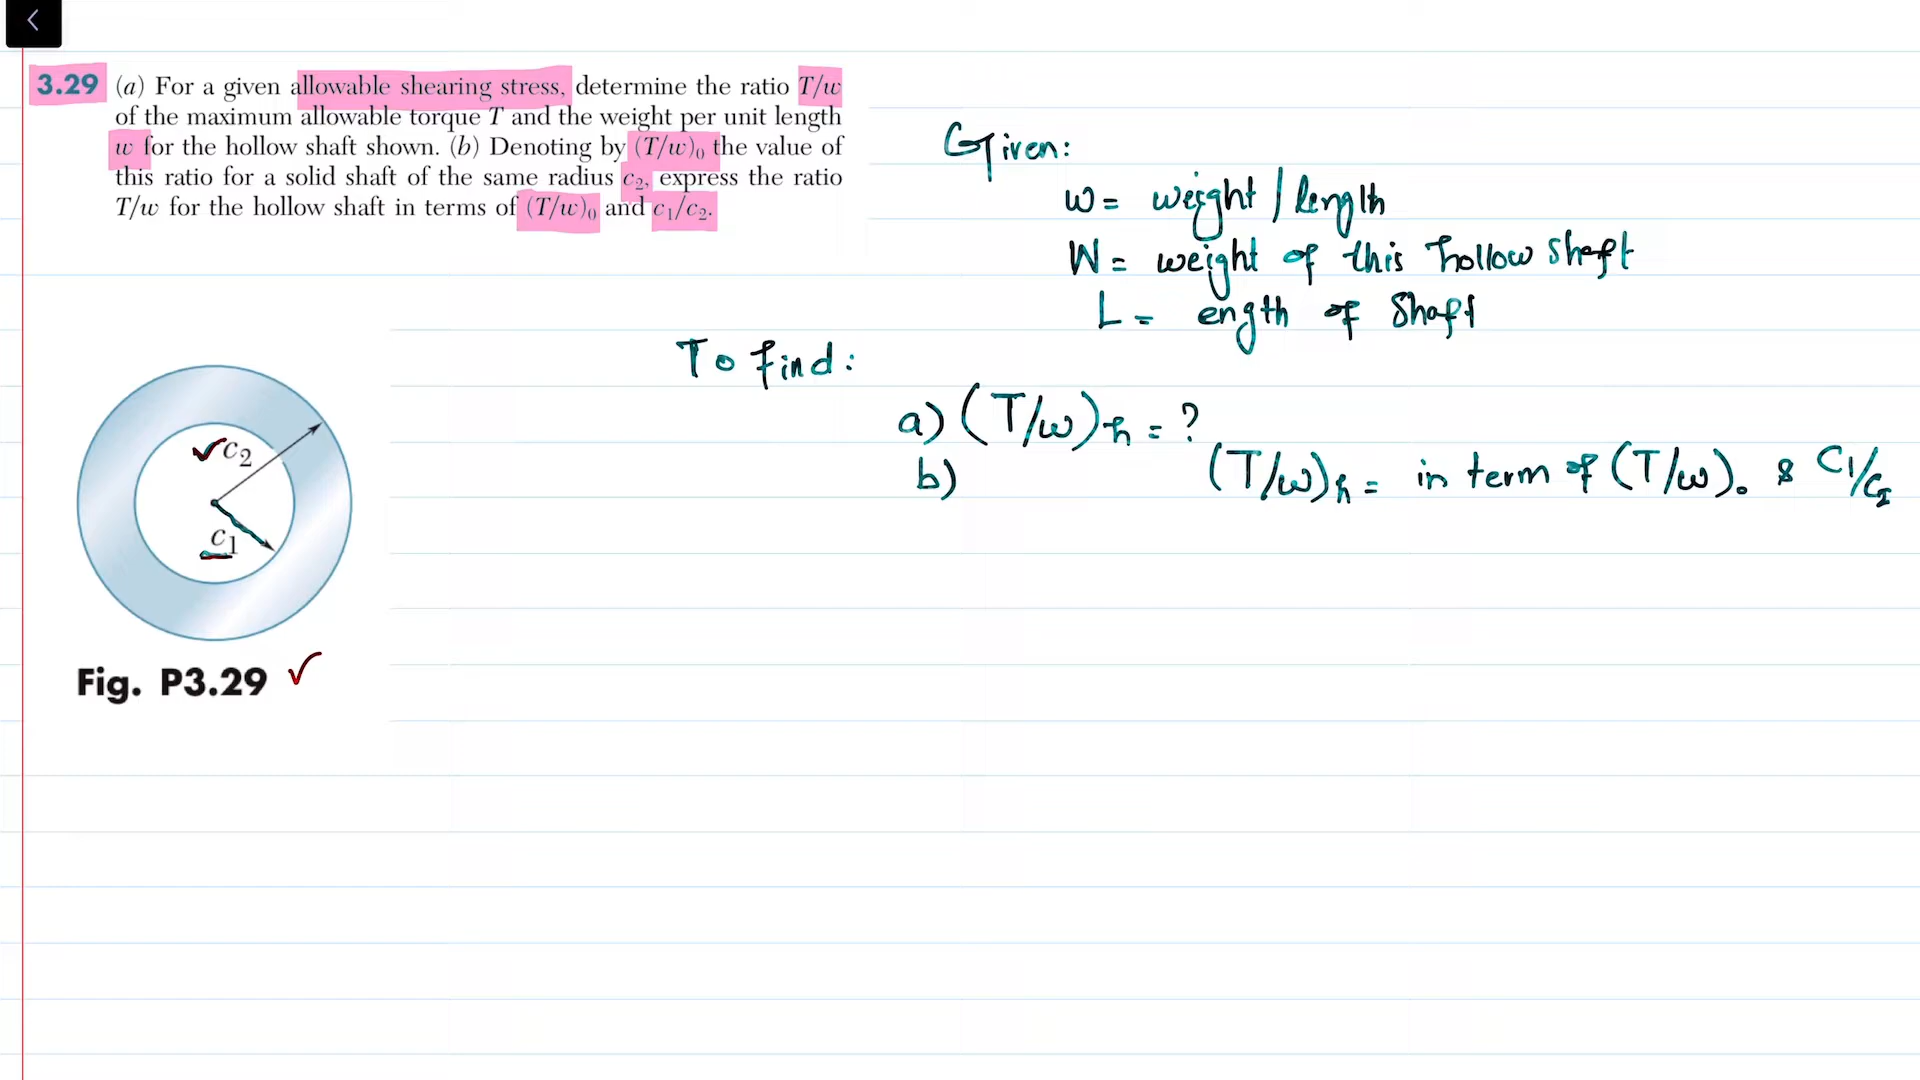 3.29 (a) For a given allowable shearing stress, determine the ratio T/w
of the maximum allowable torque T and the weight per unit length
w for the hollow shaft shown. (b) Denoting by (T/w)₀ the value of
this ratio for a solid shaft of the same radius c₂, express the ratio
T/w for the hollow shaft in terms of (T/w)₀ and c₁/c₂.
Given:
w = weight / length
W = weight of this hollow shaft
L = ength of shaft
To find:
a) (T/w)h = ?
b) (T/w)h = in term of (T/w)₀ & C1/C2
c₂
c₁
Fig. P3.29